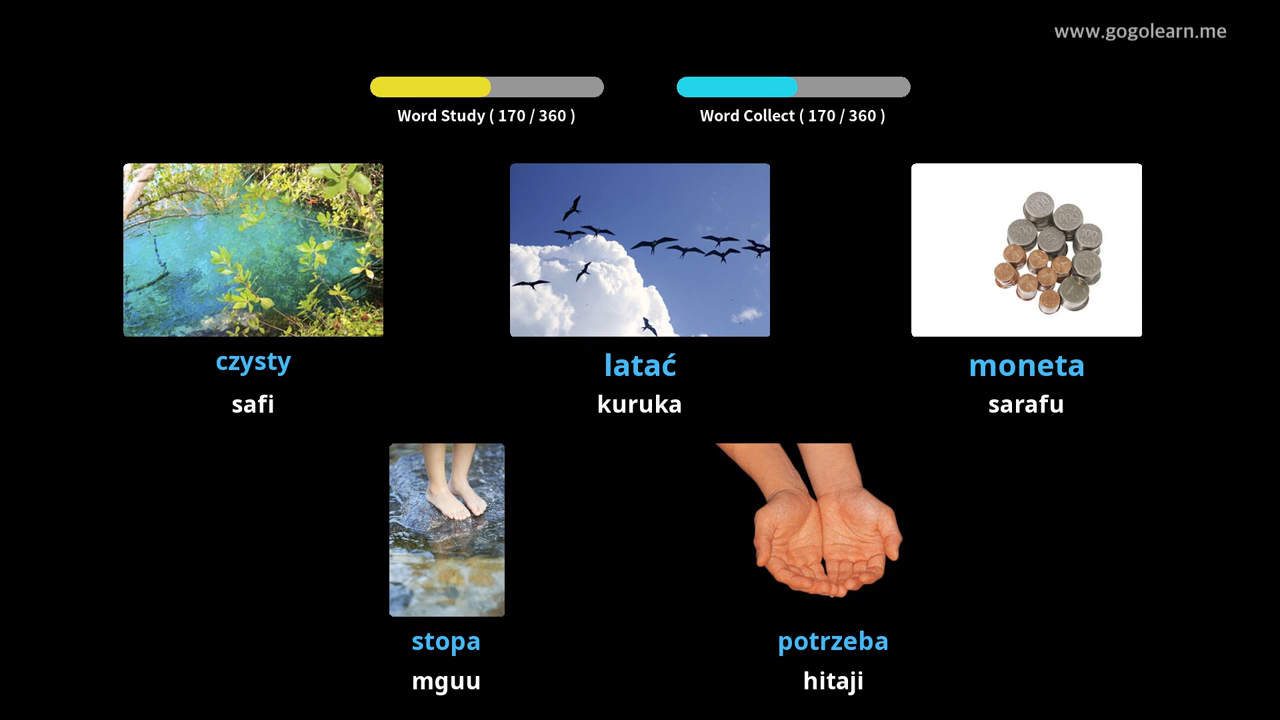 www.gogolearn.me
Word Study ( 170 / 360 )
Word Collect ( 170 / 360 )
czysty
safi
latać
kuruka
moneta
sarafu
stopa
mguu
potrzeba
hitaji